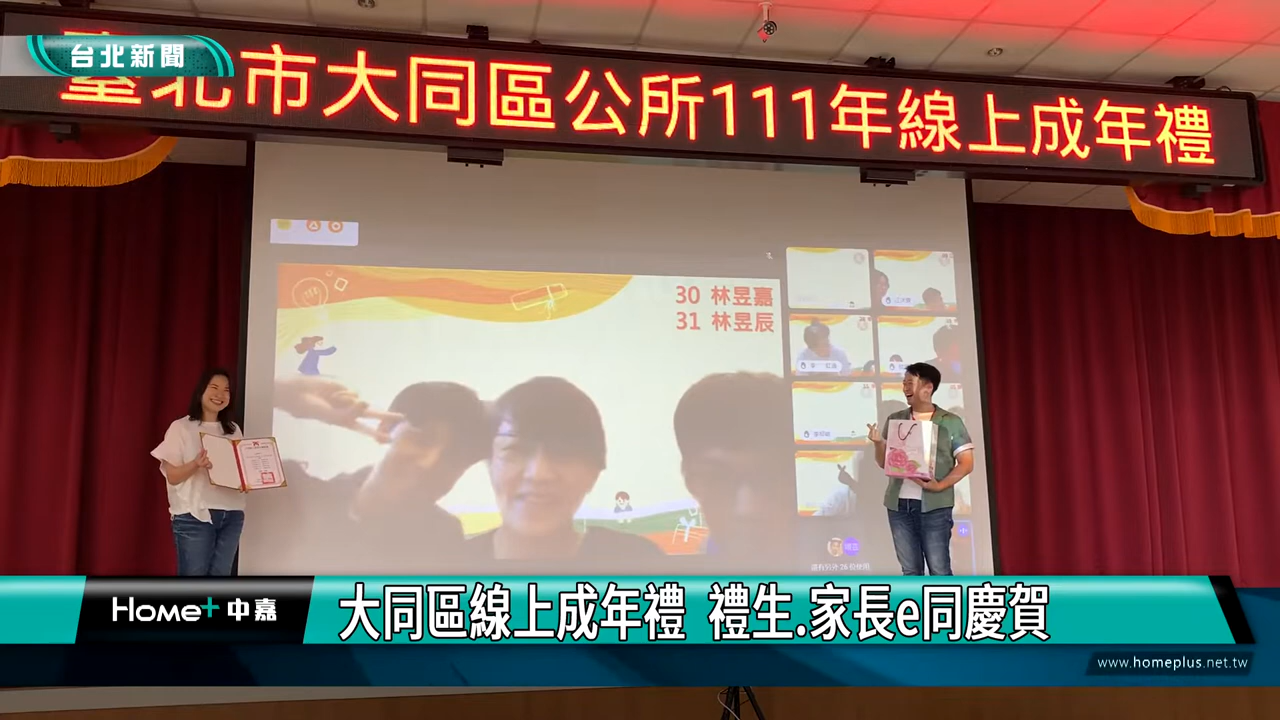 台北新聞
臺北市大同區公所111年線上成年禮
30 林昱嘉
31 林昱辰
Home+中嘉
大同區線上成年禮 禮生.家長e同慶賀
www.homeplus.net.tw